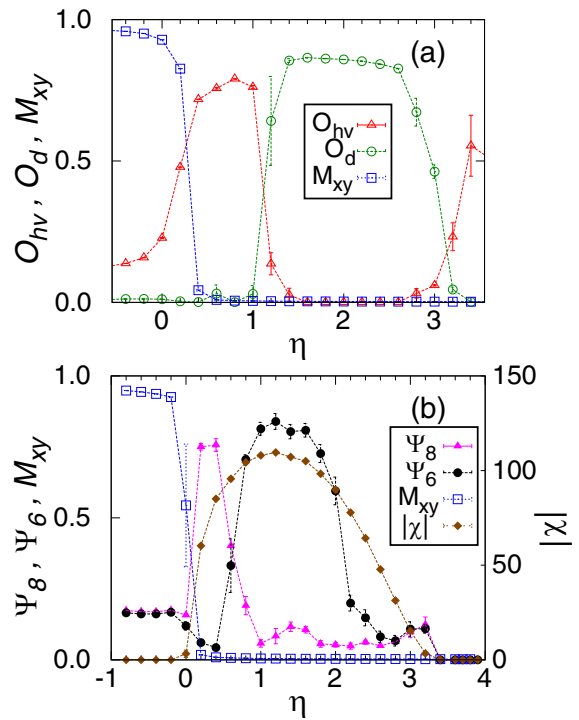 (a)
1.0
0.5
0.0
O_hv , O_d , M_xy
O_hv
O_d
M_xy
0 1 2 3
η
(b)
1.0
0.5
0.0
Ψ_8 , Ψ_6 , M_xy
Ψ_8
Ψ_6
M_xy
|χ|
150
100
50
0
|χ|
-1 0 1 2 3 4
η